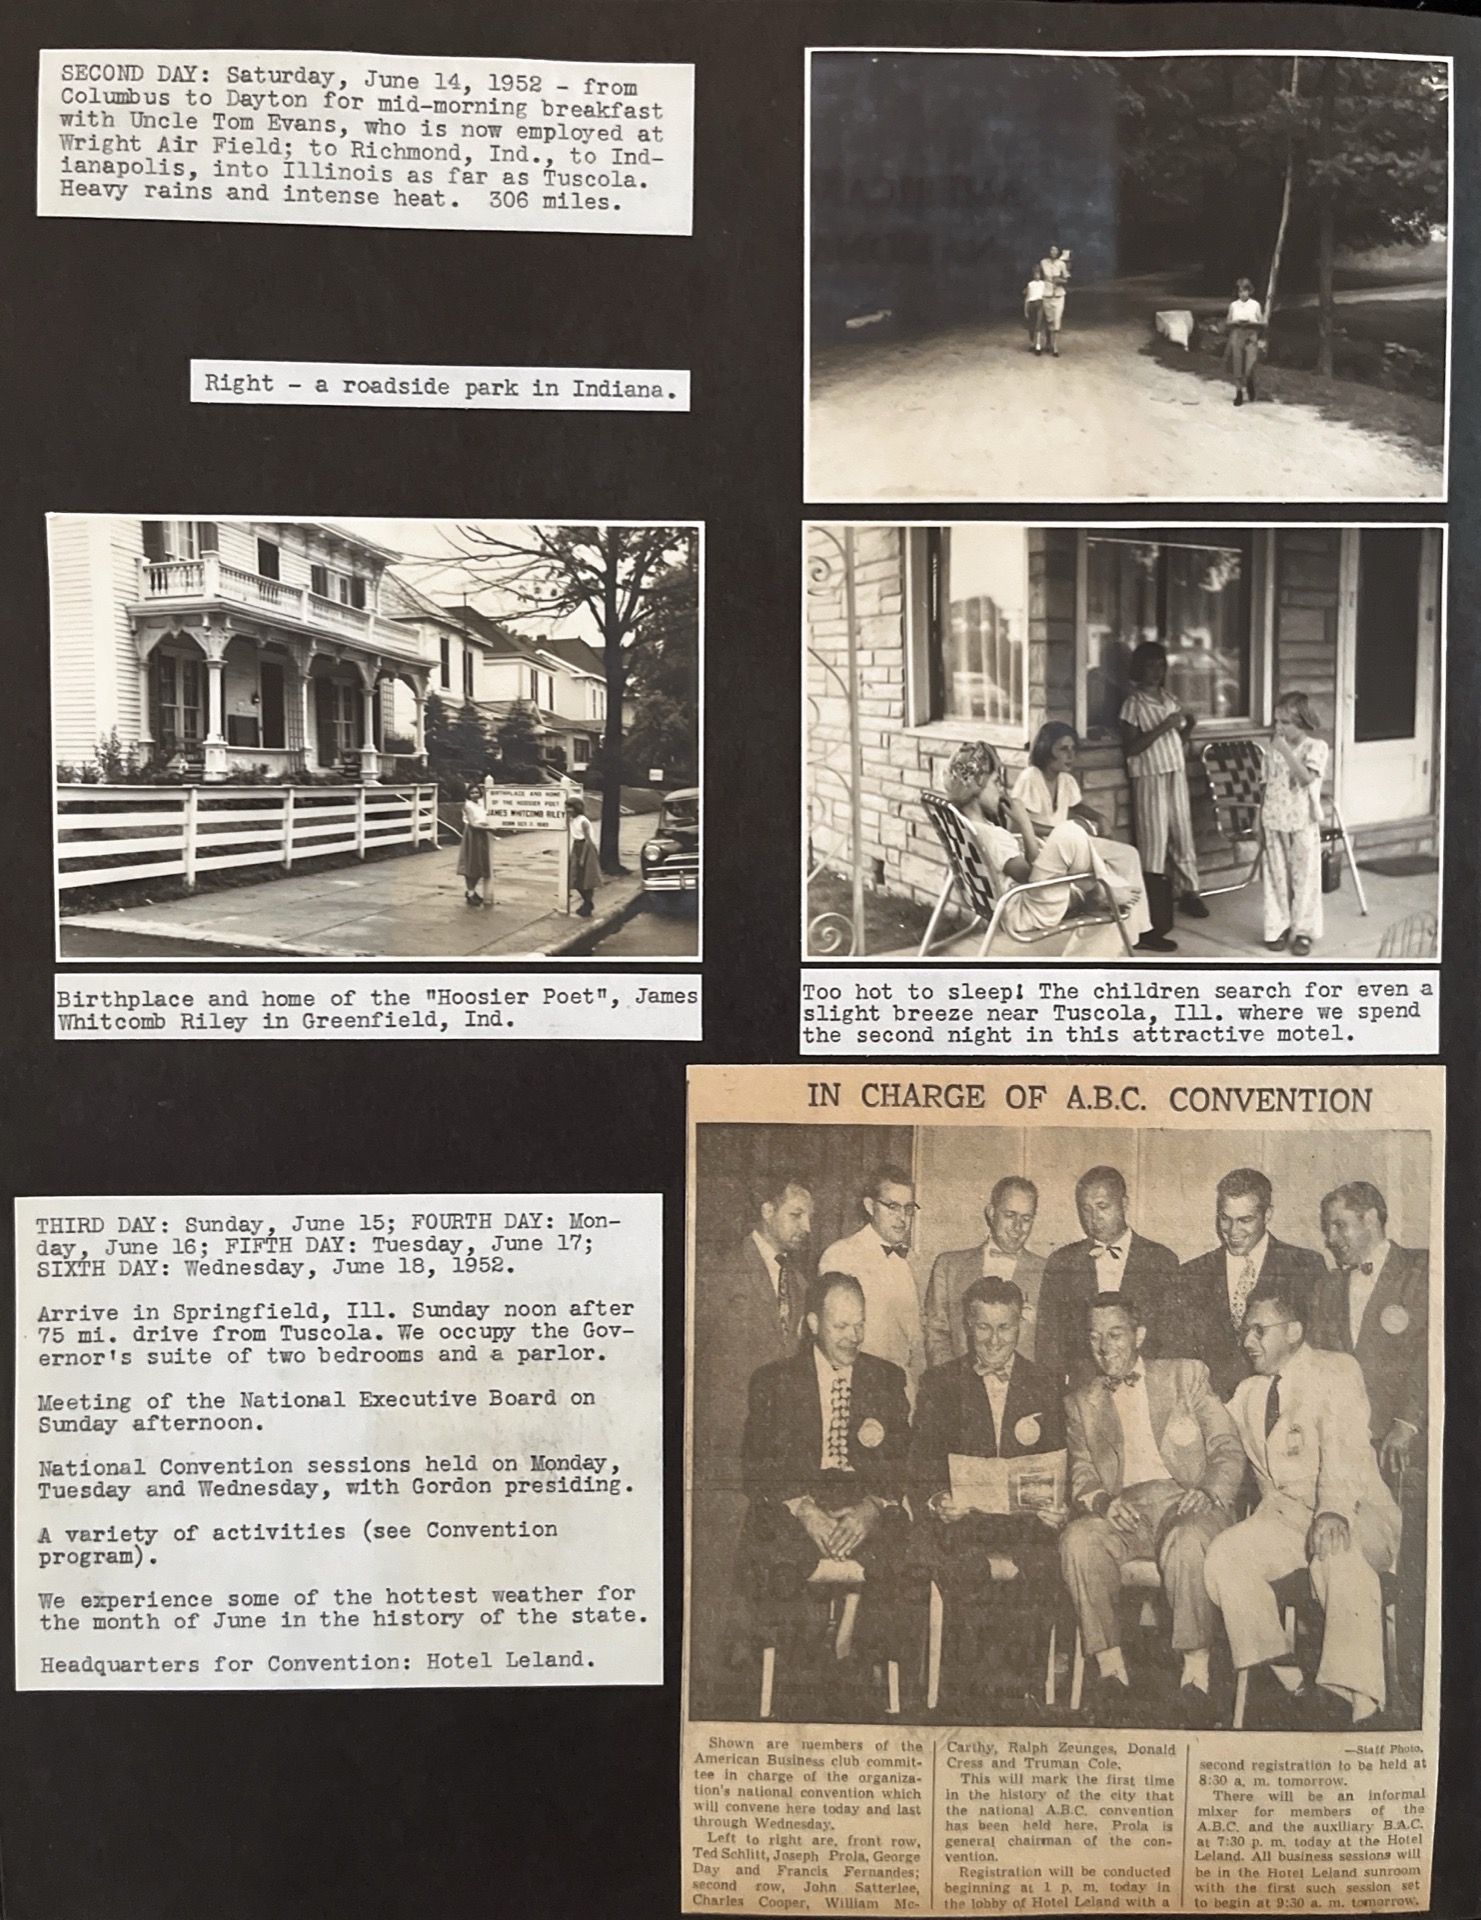 SECOND DAY: Saturday, June 14, 1952 - from
Columbus to Dayton for mid-morning breakfast
with Uncle Tom Evans, who is now employed at
Wright Air Field; to Richmond, Ind., to Ind-
ianapolis, into Illinois as far as Tuscola.
Heavy rains and intense heat. 306 miles.
Right - a roadside park in Indiana.
BIRTHPLACE AND HOME
OF THE HOOSIER POET
JAMES WHITCOMB RILEY
Birthplace and home of the "Hoosier Poet", James
Whitcomb Riley in Greenfield, Ind.
Too hot to sleep! The children search for even a
slight breeze near Tuscola, Ill. where we spend
the second night in this attractive motel.
THIRD DAY: Sunday, June 15; FOURTH DAY: Mon-
day, June 16; FIFTH DAY: Tuesday, June 17;
SIXTH DAY: Wednesday, June 18, 1952.
Arrive in Springfield, Ill. Sunday noon after
75 mi. drive from Tuscola. We occupy the Gov-
ernor's suite of two bedrooms and a parlor.
Meeting of the National Executive Board on
Sunday afternoon.
National Convention sessions held on Monday,
Tuesday and Wednesday, with Gordon presiding.
A variety of activities (see Convention
program).
We experience some of the hottest weather for
the month of June in the history of the state.
Headquarters for Convention: Hotel Leland.
IN CHARGE OF A.B.C. CONVENTION
Shown are members of the
American Business club commit-
tee in charge of the organiza-
tion's national convention which
will convene here today and last
through Wednesday.
Left to right are, front row,
Ted Schlitt, Joseph Prola, George
Day and Francis Fernandes;
second row, John Satterlee,
Charles Cooper, William Mc-
Carthy, Ralph Zeunges, Donald
Cress and Truman Cole.
This will mark the first time
in the history of the city that
the national A.B.C. convention
has been held here. Prola is
general chairman of the con-
vention.
Registration will be conducted
beginning at 1 p. m. today in
the lobby of Hotel Leland with a
—Staff Photo.
second registration to be held at
8:30 a. m. tomorrow.
There will be an informal
mixer for members of the
A.B.C. and the auxiliary B.A.C.
at 7:30 p. m. today at the Hotel
Leland. All business sessions will
be in the Hotel Leland sunroom
with the first such session set
to begin at 9:30 a. m. tomorrow.